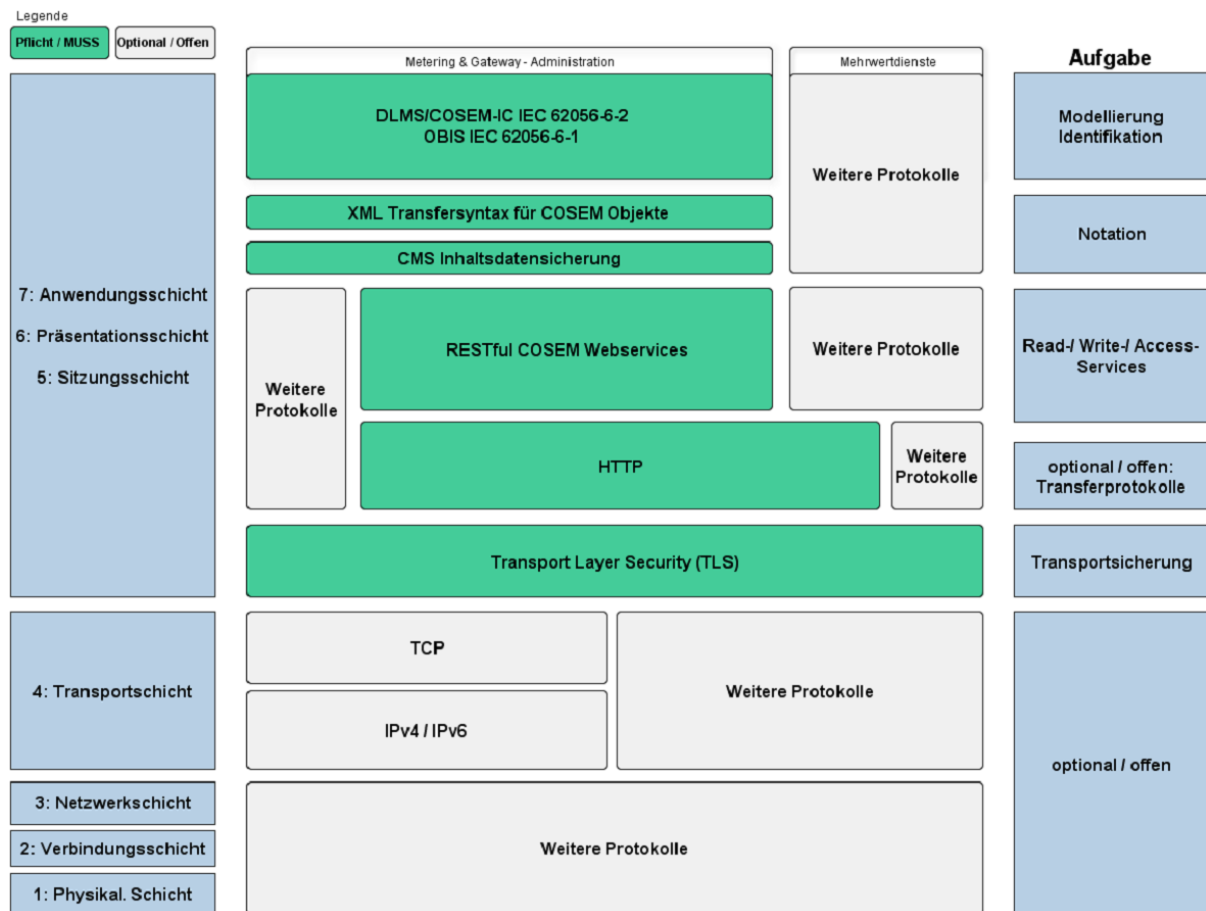 Legende
Pflicht / MUSS
Optional / Offen
Metering & Gateway - Administration
Mehrwertdienste
Aufgabe
DLMS/COSEM-IC IEC 62056-6-2
OBIS IEC 62056-6-1
Weitere Protokolle
Modellierung
Identifikation
XML Transfersyntax für COSEM Objekte
Notation
CMS Inhaltsdatensicherung
7: Anwendungsschicht
6: Präsentationsschicht
5: Sitzungsschicht
Weitere
Protokolle
RESTful COSEM Webservices
Weitere Protokolle
Read-/ Write-/ Access-
Services
HTTP
Weitere
Protokolle
optional / offen:
Transferprotokolle
Transport Layer Security (TLS)
Transportsicherung
4: Transportschicht
TCP
IPv4 / IPv6
Weitere Protokolle
optional / offen
3: Netzwerkschicht
2: Verbindungsschicht
1: Physikal. Schicht
Weitere Protokolle